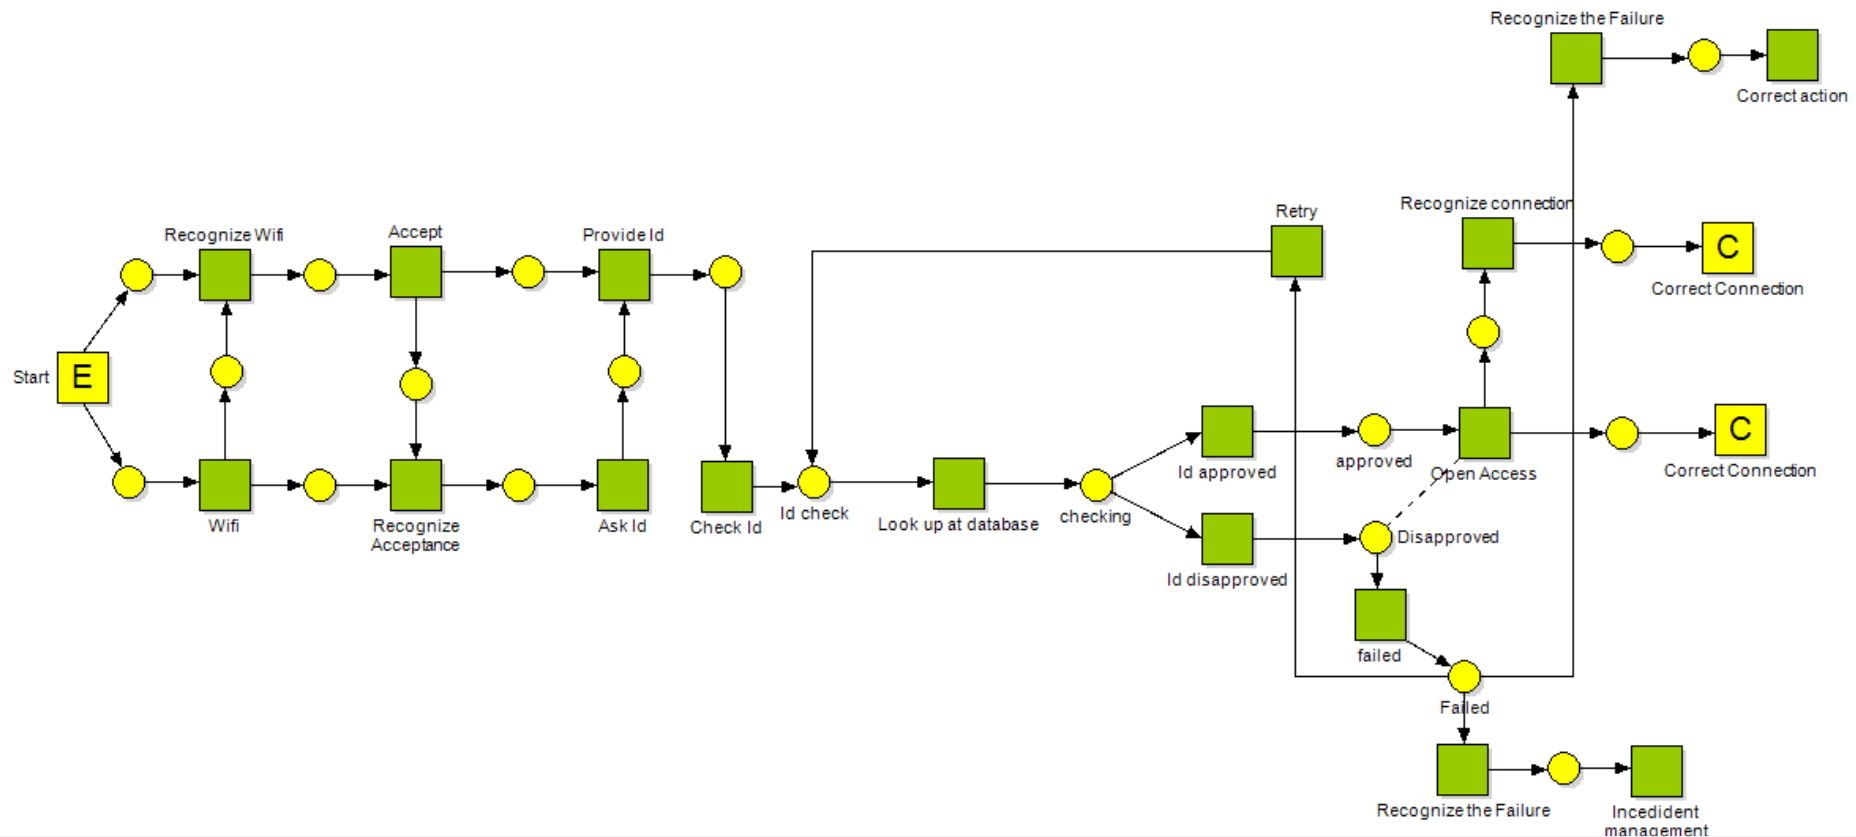 Recognize the Failure
Correct action
Recognize connection
Retry
C
Correct Connection
Recognize Wifi
Accept
Provide Id
Start
E
Id approved
approved
Open Access
C
Correct Connection
Wifi
Recognize
Acceptance
Ask Id
Check Id
Id check
Look up at database
checking
Id disapproved
Disapproved
failed
Failed
Recognize the Failure
Incedident
management